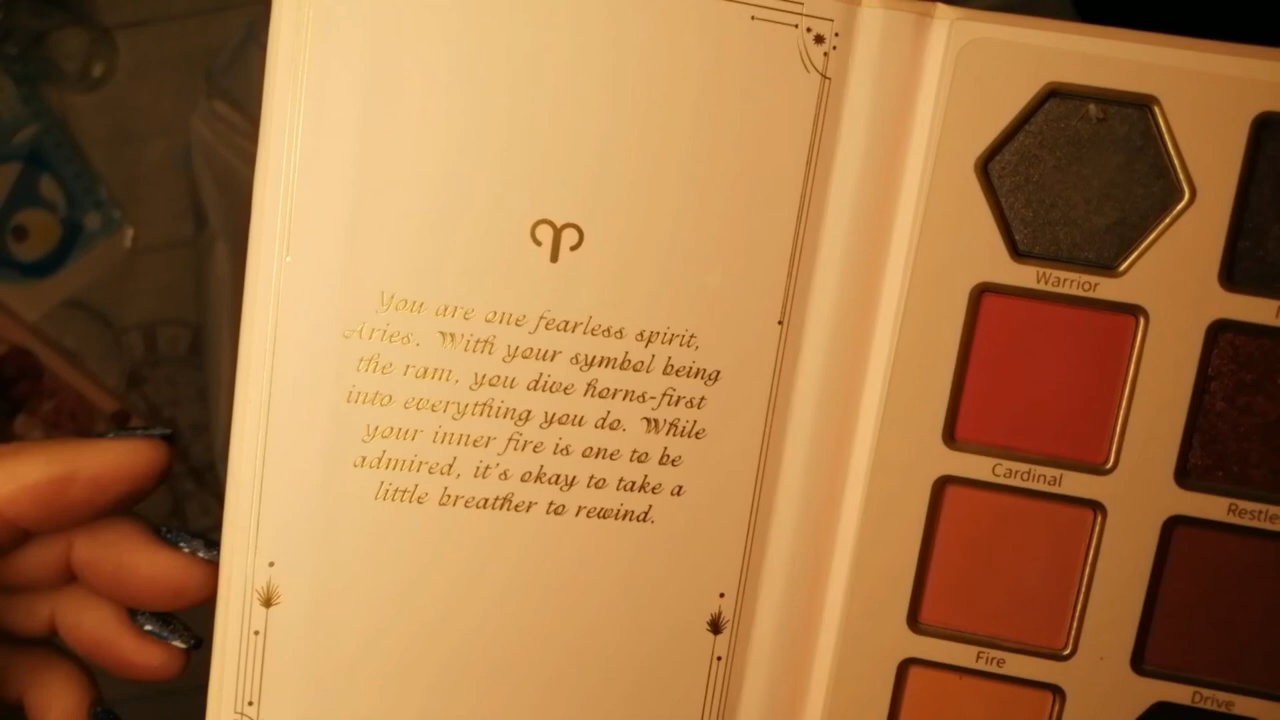 You are one fearless spirit,
Aries. With your symbol being
the ram, you dive horns-first
into everything you do. While
your inner fire is one to be
admired, it's okay to take a
little breather to rewind.
Warrior
Cardinal
Fire
Restle
Drive